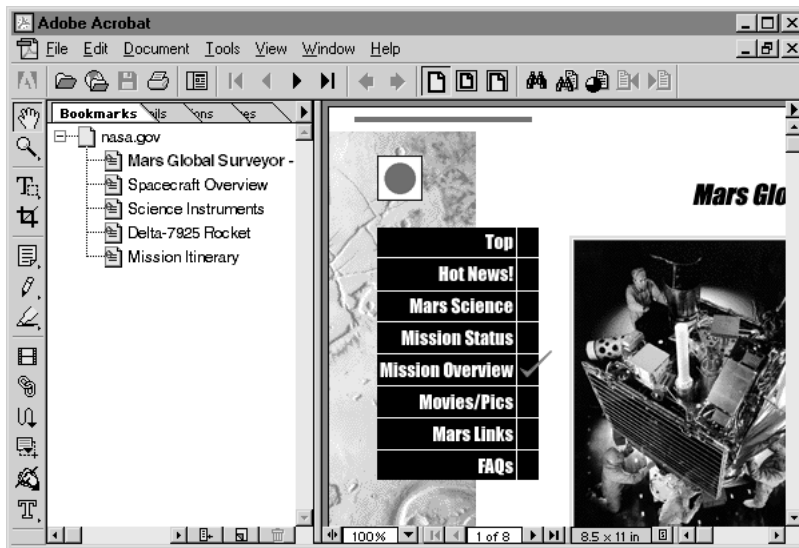 Adobe Acrobat
File Edit Document Tools View Window Help
Bookmarks
nasa.gov
Mars Global Surveyor -
Spacecraft Overview
Science Instruments
Delta-7925 Rocket
Mission Itinerary
Mars Glo
Top
Hot News!
Mars Science
Mission Status
Mission Overview
Movies/Pics
Mars Links
FAQs
100% 1 of 8 8.5 x 11 in